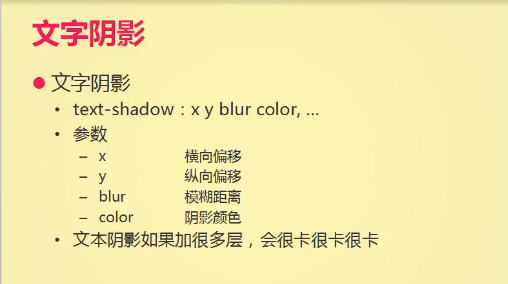 文字阴影
文字阴影
text-shadow：x y blur color, ...
参数
x 横向偏移
y 纵向偏移
blur 模糊距离
color 阴影颜色
文本阴影如果加很多层，会很卡很卡很卡